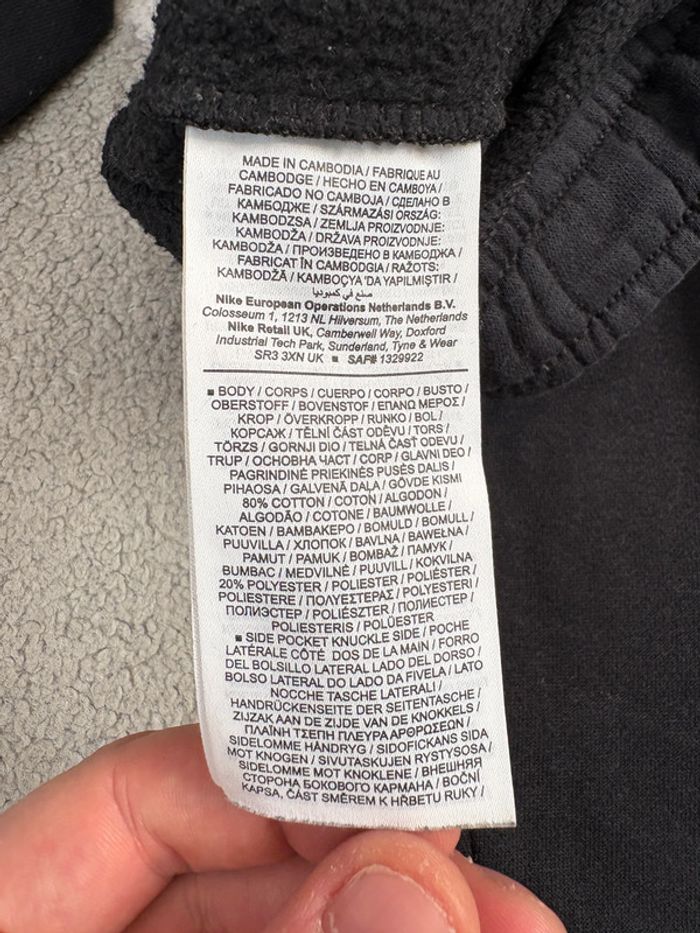 MADE IN CAMBODIA / FABRIQUE AU
CAMBODGE / HECHO EN CAMBOYA /
FABRICADO NO CAMBOJA / СДЕЛАНО В
КАМБОДЖЕ / SZÁRMAZÁSI ORSZÁG:
KAMBODZSA / ZEMLJA PROIZVODNJE:
KAMBODŽA / DRŽAVA PROIZVODNJE:
KAMBODŽA / ПРОИЗВЕДЕНО В КАМБОДЖА /
FABRICAT ÎN CAMBODGIA / RAŽOTS:
KAMBODŽĀ / KAMBOÇYA 'DA YAPILMIŞTIR /
صنع في كمبوديا
Nike European Operations Netherlands B.V.
Colosseum 1, 1213 NL Hilversum, The Netherlands
Nike Retail UK, Camberwell Way, Doxford
Industrial Tech Park, Sunderland, Tyne & Wear
SR3 3XN UK ■ SAF# 1329922
■ BODY / CORPS / CUERPO / CORPO / BUSTO /
OBERSTOFF / BOVENSTOF / ΕΠΑΝΩ ΜΕΡΟΣ /
KROP / ÖVERKROPP / RUNKO / BOL /
КОРСАЖ / TĚLNÍ ČÁST ODĚVU / TORS /
TÖRZS / GORNJI DIO / TELNÁ ČASŤ ODEVU /
TRUP / ОСНОВНА ЧАСТ / CORP / GLAVNI DEO /
PAGRINDINĖ PRIEKINĖS PUSĖS DALIS /
PIHAOSA / GALVENĀ DAĻA / GÖVDE KISMI
80% COTTON / COTON / ALGODON /
ALGODÃO / COTONE / BAUMWOLLE /
KATOEN / ΒΑΜΒΑΚΕΡΟ / BOMULD / BOMULL /
PUUVILLA / ХЛОПОК / BAVLNA / BAWEŁNA /
PAMUT / PAMUK / BOMBAŽ / ПАМУК /
BUMBAC / MEDVILNĖ / PUUVILL / KOKVILNA
20% POLYESTER / POLIESTER / POLIÉSTER /
POLIESTERE / ΠΟΛΥΕΣΤΕΡΑΣ / POLYESTERI /
ПОЛИЭСТЕР / POLIÉSZTER / ПОЛИЕСТЕР /
POLIESTERIS / POLÜESTER
■ SIDE POCKET KNUCKLE SIDE / POCHE
LATÉRALE CÔTÉ DOS DE LA MAIN / FORRO
DEL BOLSILLO LATERAL LADO DEL DORSO /
BOLSO LATERAL DO LADO DA FIVELA / LATO
NOCCHE TASCHE LATERALI /
HANDRÜCKENSEITE DER SEITENTASCHE /
ZIJZAK AAN DE ZIJDE VAN DE KNOKKELS /
ΠΛΑΪΝΗ ΤΣΕΠΗ ΠΛΕΥΡΑ ΑΡΘΡΩΣΕΩΝ /
SIDELOMME HÅNDRYG / SIDOFICKANS SIDA
MOT KNOGEN / SIVUTASKUJEN RYSTYSOSA /
SIDELOMME MOT KNOKLENE / ВНЕШНЯЯ
СТОРОНА БОКОВОГО КАРМАНА / BOČNÍ
KAPSA, ČÁST SMĚREM K HŘBETU RUKY /